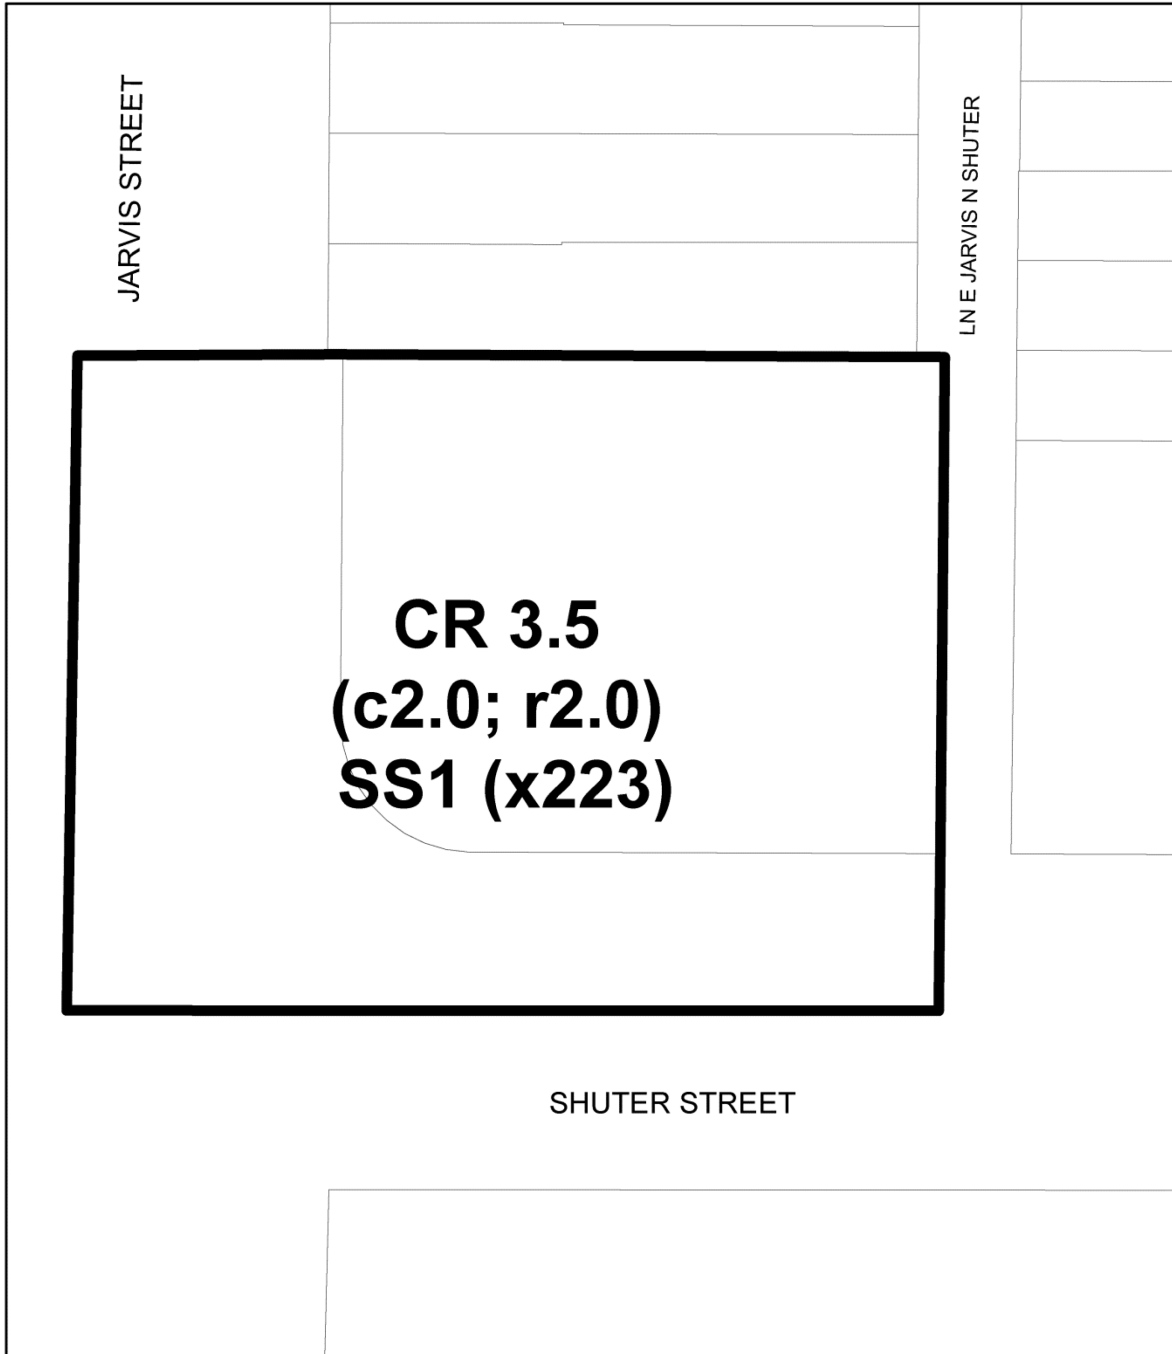 JARVIS STREET
LN E JARVIS N SHUTER
CR 3.5
(c2.0; r2.0)
SS1 (x223)
SHUTER STREET